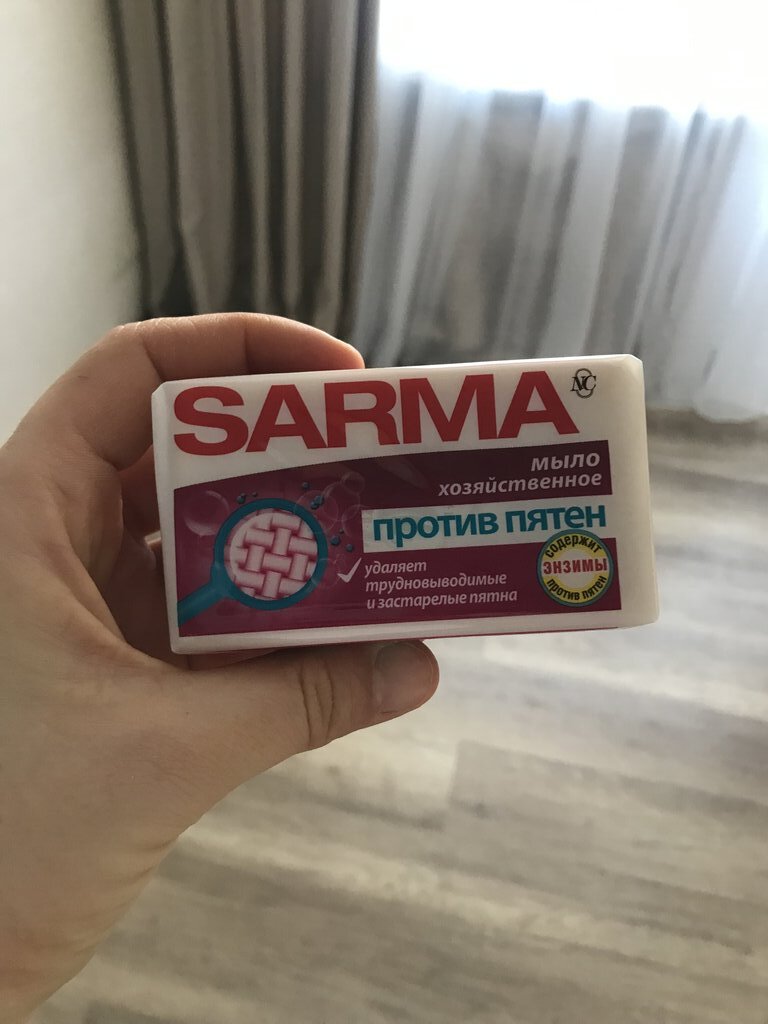 SARMA
NC
мыло
хозяйственное
против пятен
удаляет
трудновыводимые
и застарелые пятна
содержит
ЭНЗИМЫ
против пятен